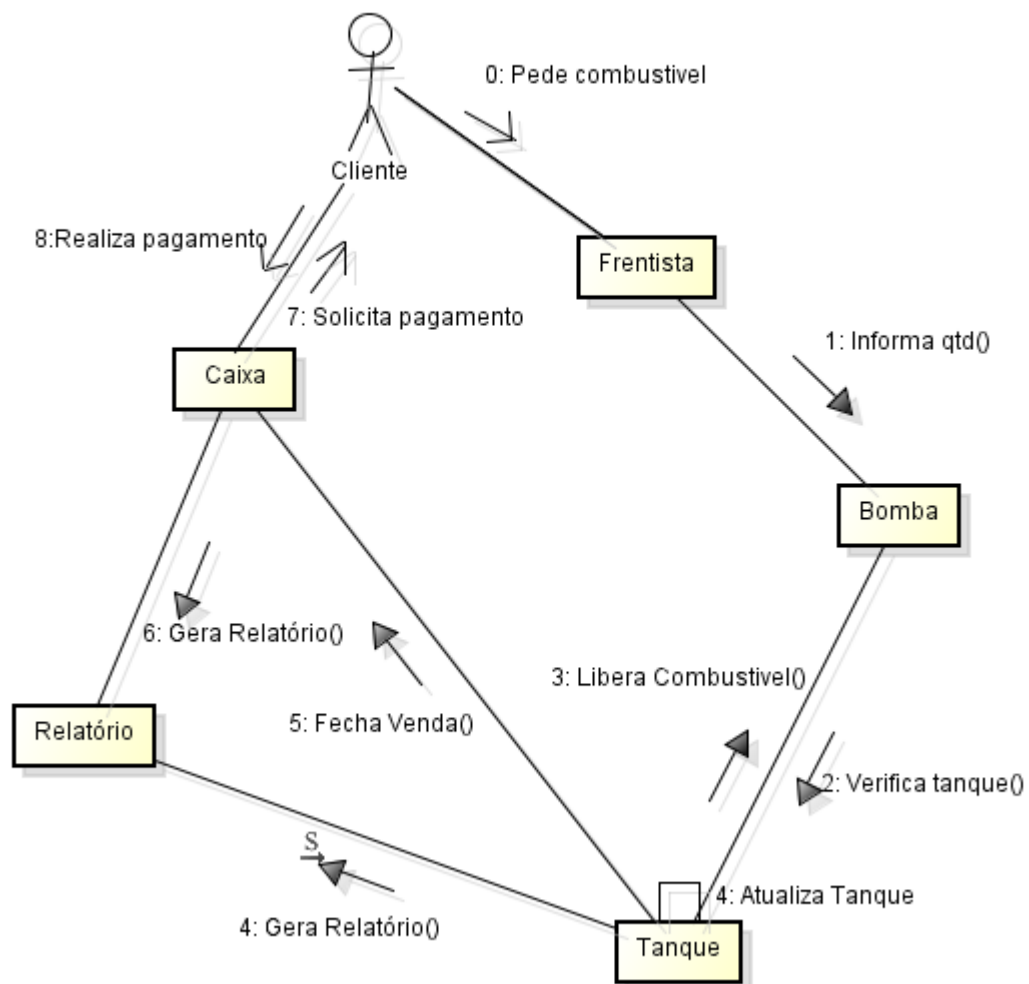 0: Pede combustivel
Cliente
8:Realiza pagamento
Frentista
7: Solicita pagamento
1: Informa qtd()
Caixa
Bomba
6: Gera Relatório()
3: Libera Combustivel()
Relatório
5: Fecha Venda()
2: Verifica tanque()
S
4: Atualiza Tanque
4: Gera Relatório()
Tanque